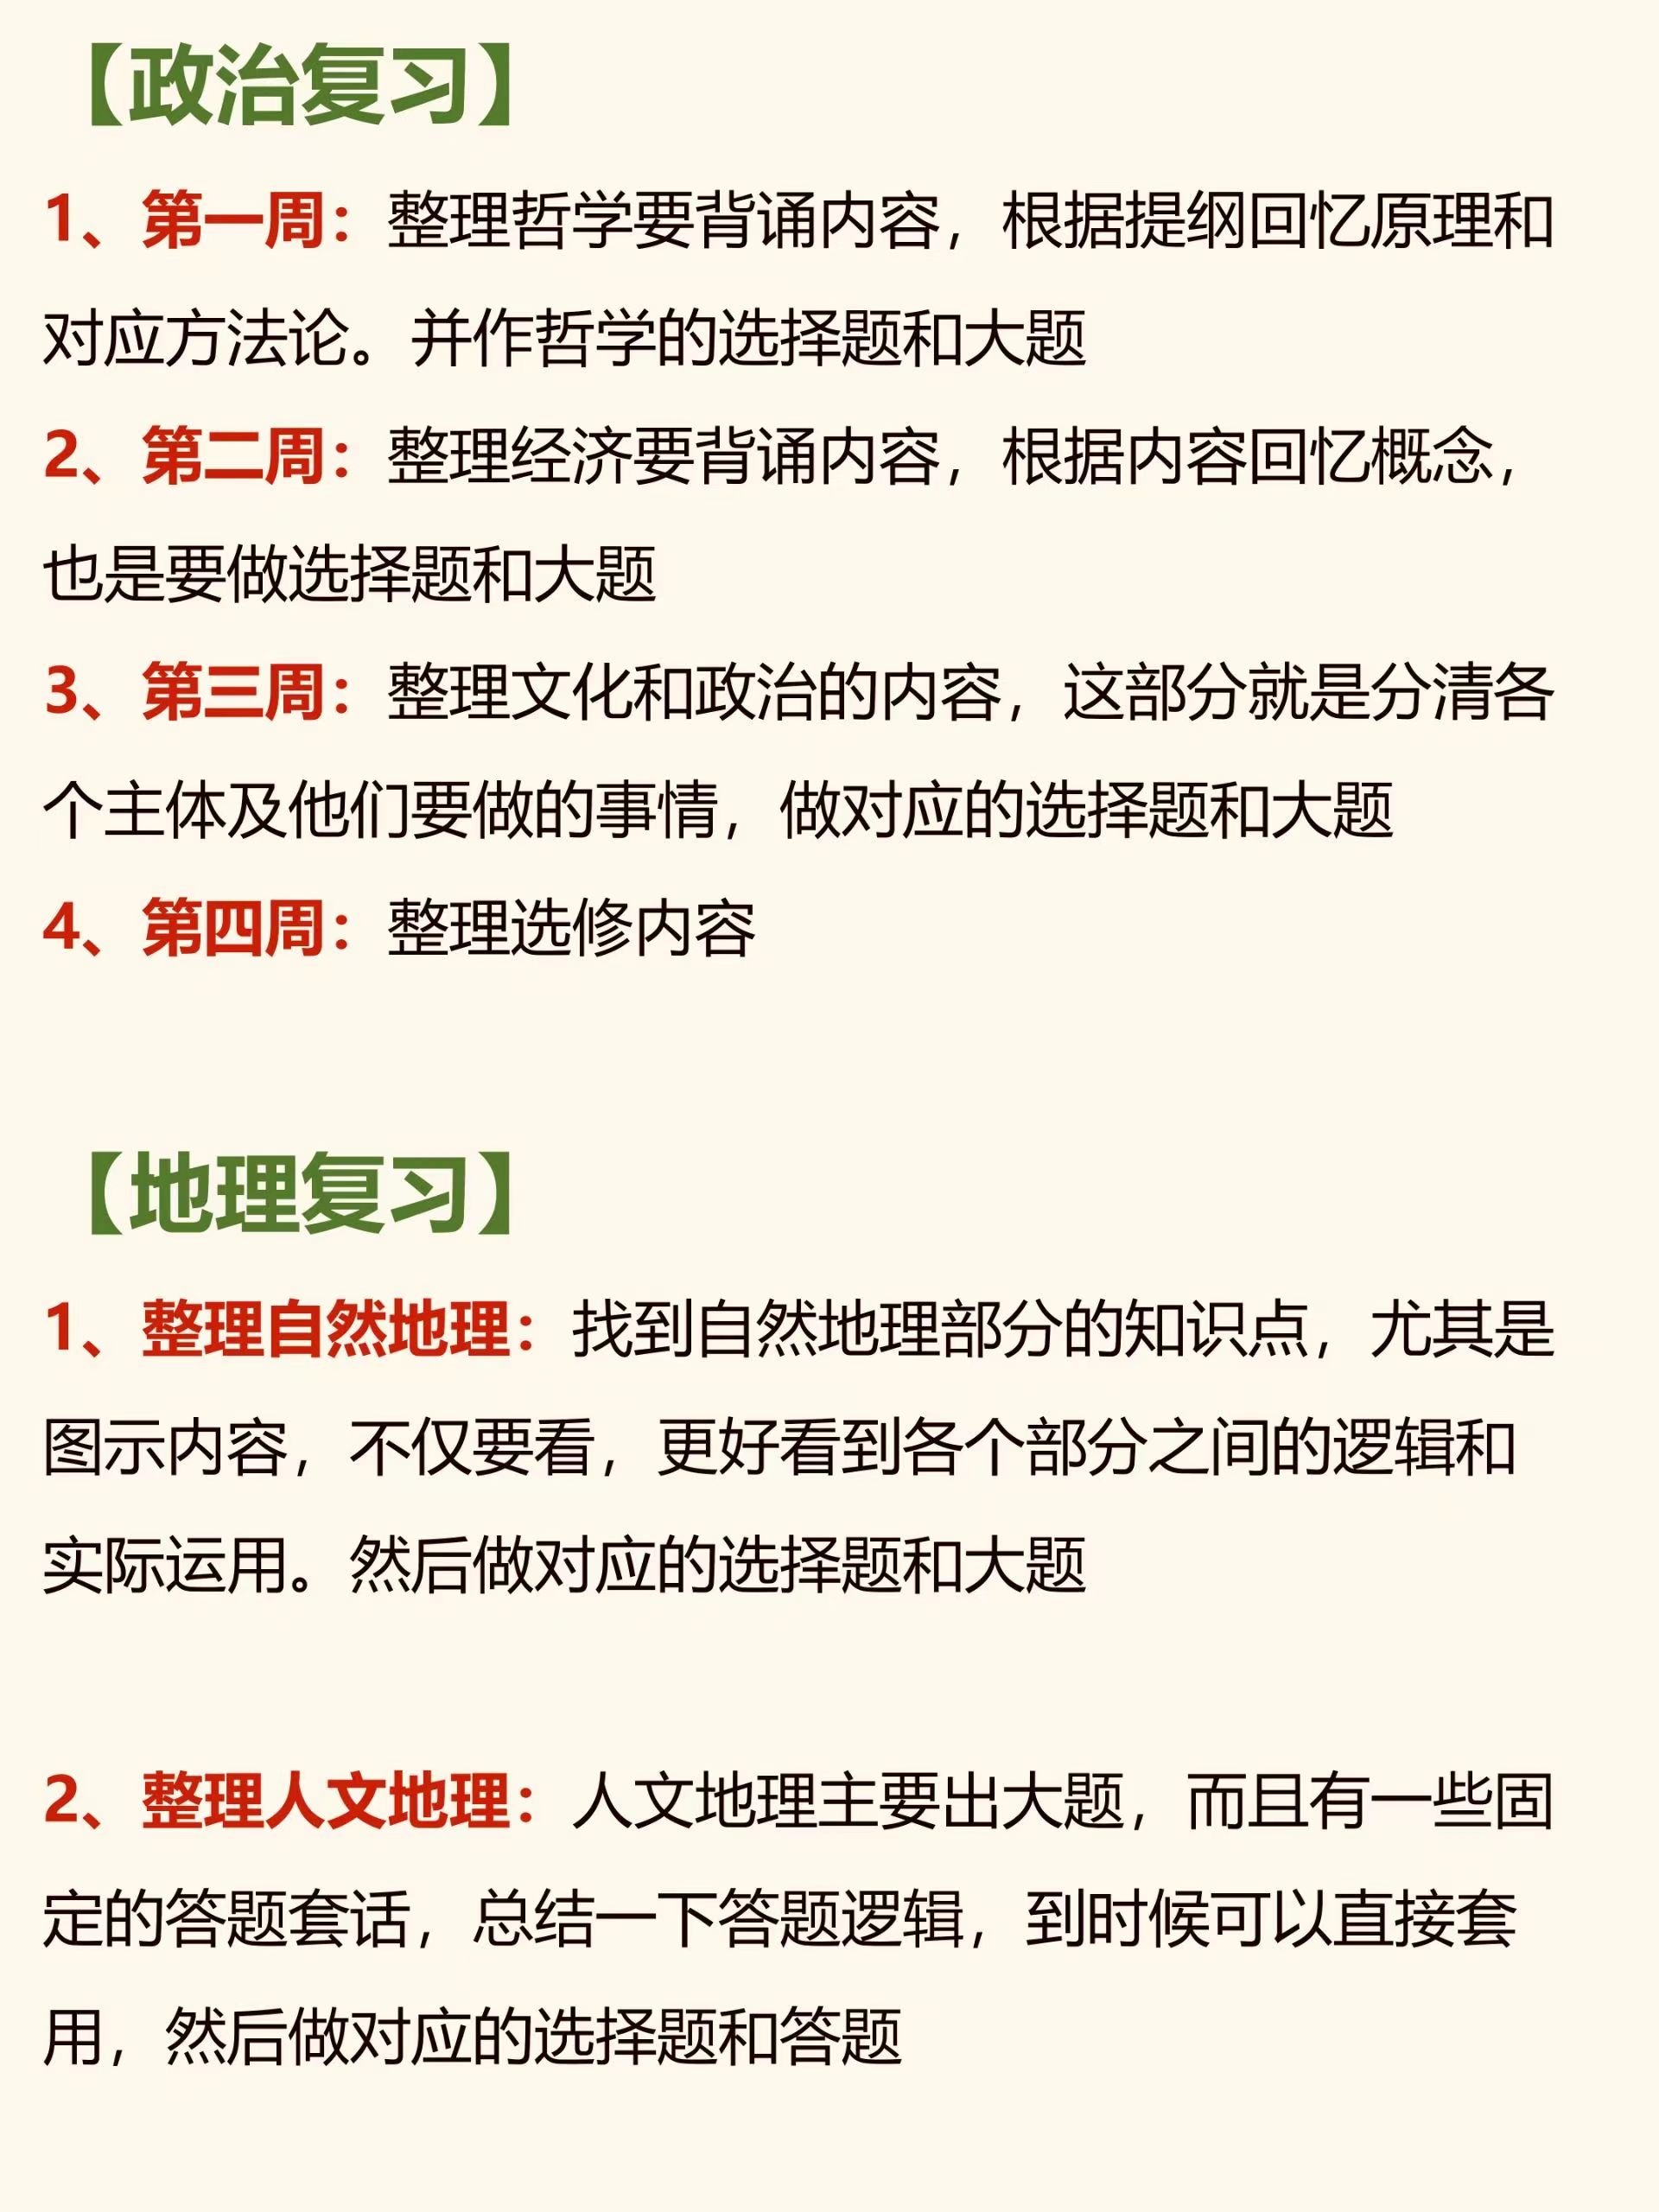 【政治复习】
1、第一周：整理哲学要背诵内容，根据提纲回忆原理和
对应方法论。并作哲学的选择题和大题
2、第二周：整理经济要背诵内容，根据内容回忆概念，
也是要做选择题和大题
3、第三周：整理文化和政治的内容，这部分就是分清各
个主体及他们要做的事情，做对应的选择题和大题
4、第四周：整理选修内容
【地理复习】
1、整理自然地理：找到自然地理部分的知识点，尤其是
图示内容，不仅要看，更好看到各个部分之间的逻辑和
实际运用。然后做对应的选择题和大题
2、整理人文地理：人文地理主要出大题，而且有一些固
定的答题套话，总结一下答题逻辑，到时候可以直接套
用，然后做对应的选择题和答题